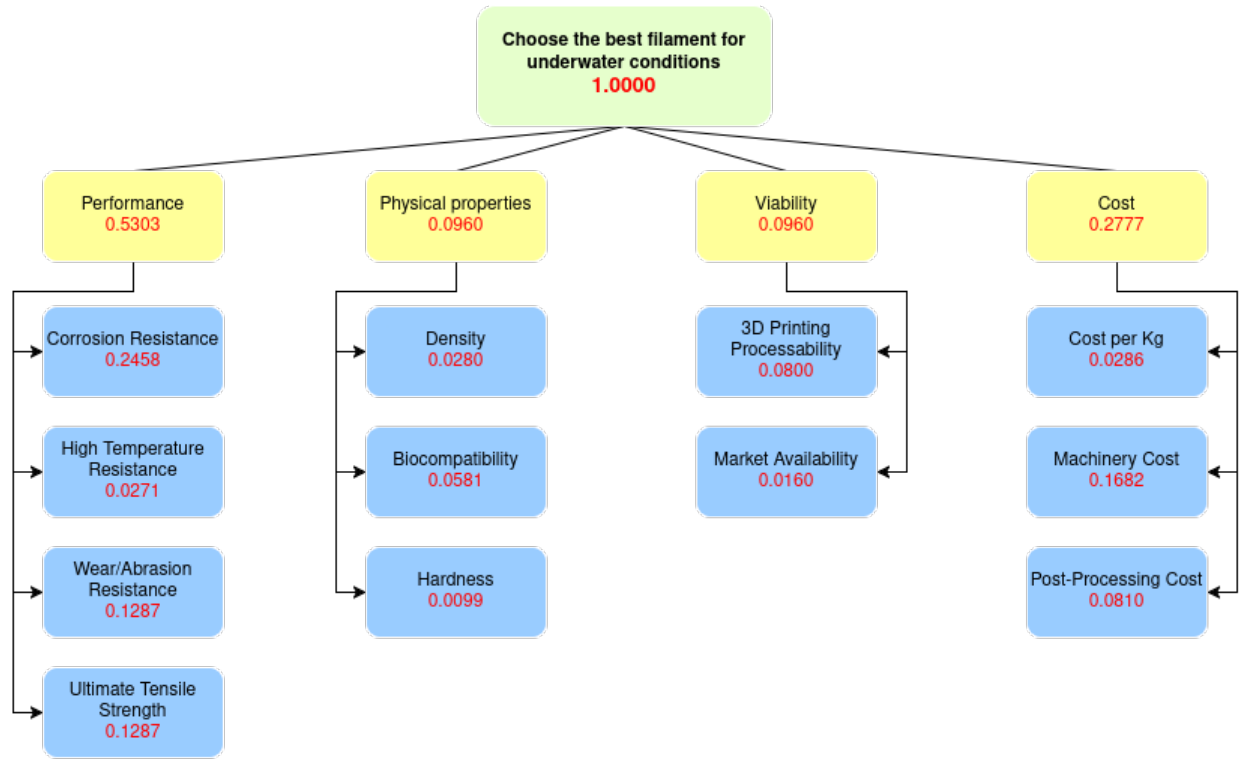 Choose the best filament for
underwater conditions
1.0000
Performance
0.5303
Physical properties
0.0960
Viability
0.0960
Cost
0.2777
Corrosion Resistance
0.2458
High Temperature
Resistance
0.0271
Wear/Abrasion
Resistance
0.1287
Ultimate Tensile
Strength
0.1287
Density
0.0280
Biocompatibility
0.0581
Hardness
0.0099
3D Printing
Processability
0.0800
Market Availability
0.0160
Cost per Kg
0.0286
Machinery Cost
0.1682
Post-Processing Cost
0.0810